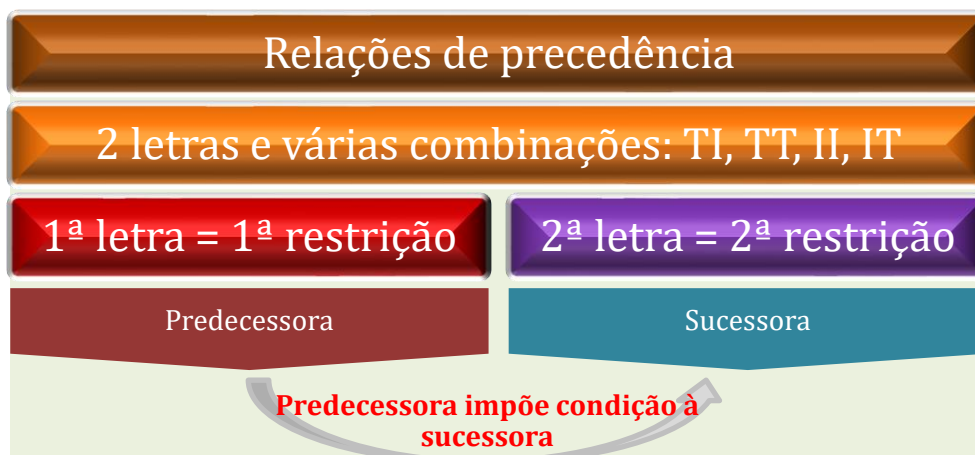 Relações de precedência
2 letras e várias combinações: TI, TT, II, IT
1ª letra = 1ª restrição
2ª letra = 2ª restrição
Predecessora
Sucessora
Predecessora impõe condição à
sucessora